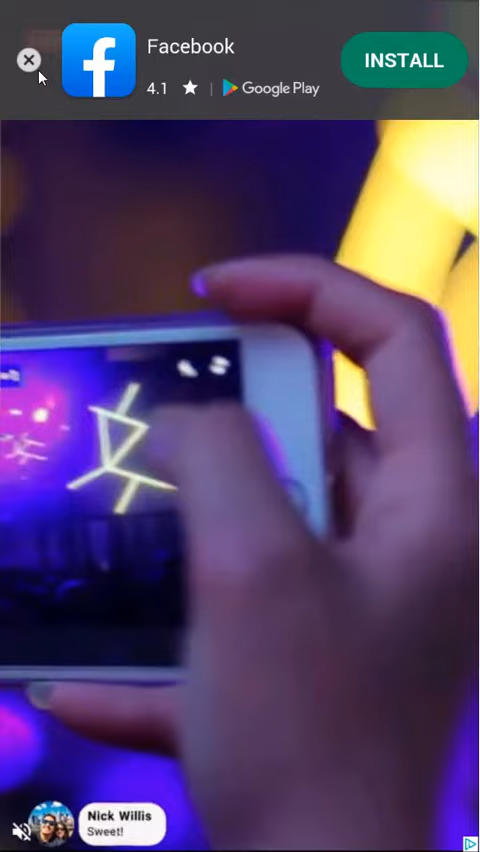 Facebook
4.1 ★ | Google Play
INSTALL
Nick Willis
Sweet!